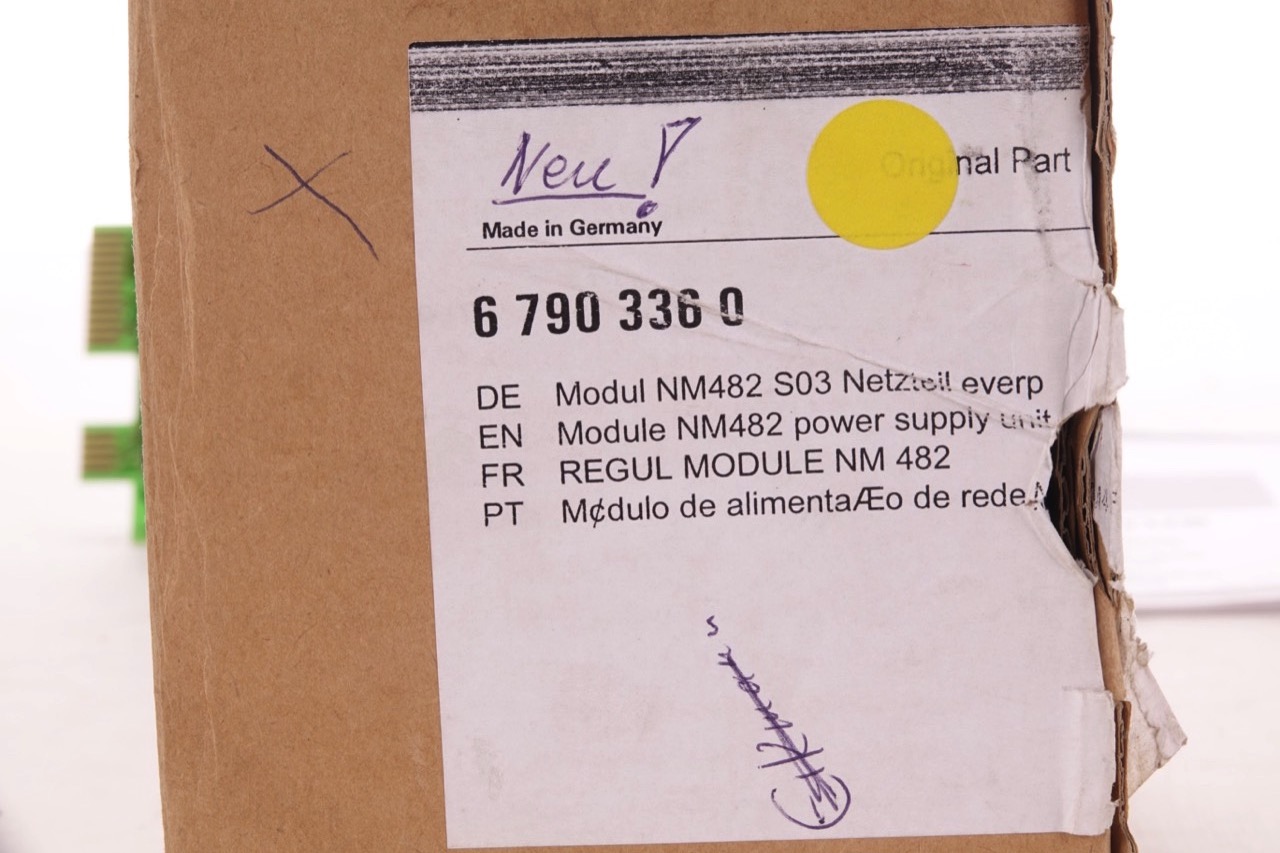 Neu!
Original Part
Made in Germany
6 790 336 0
DE Modul NM482 S03 Netzteil everp
EN Module NM482 power supply unit
FR REGUL MODULE NM 482
PT M¢dulo de alimentaÆo de rede